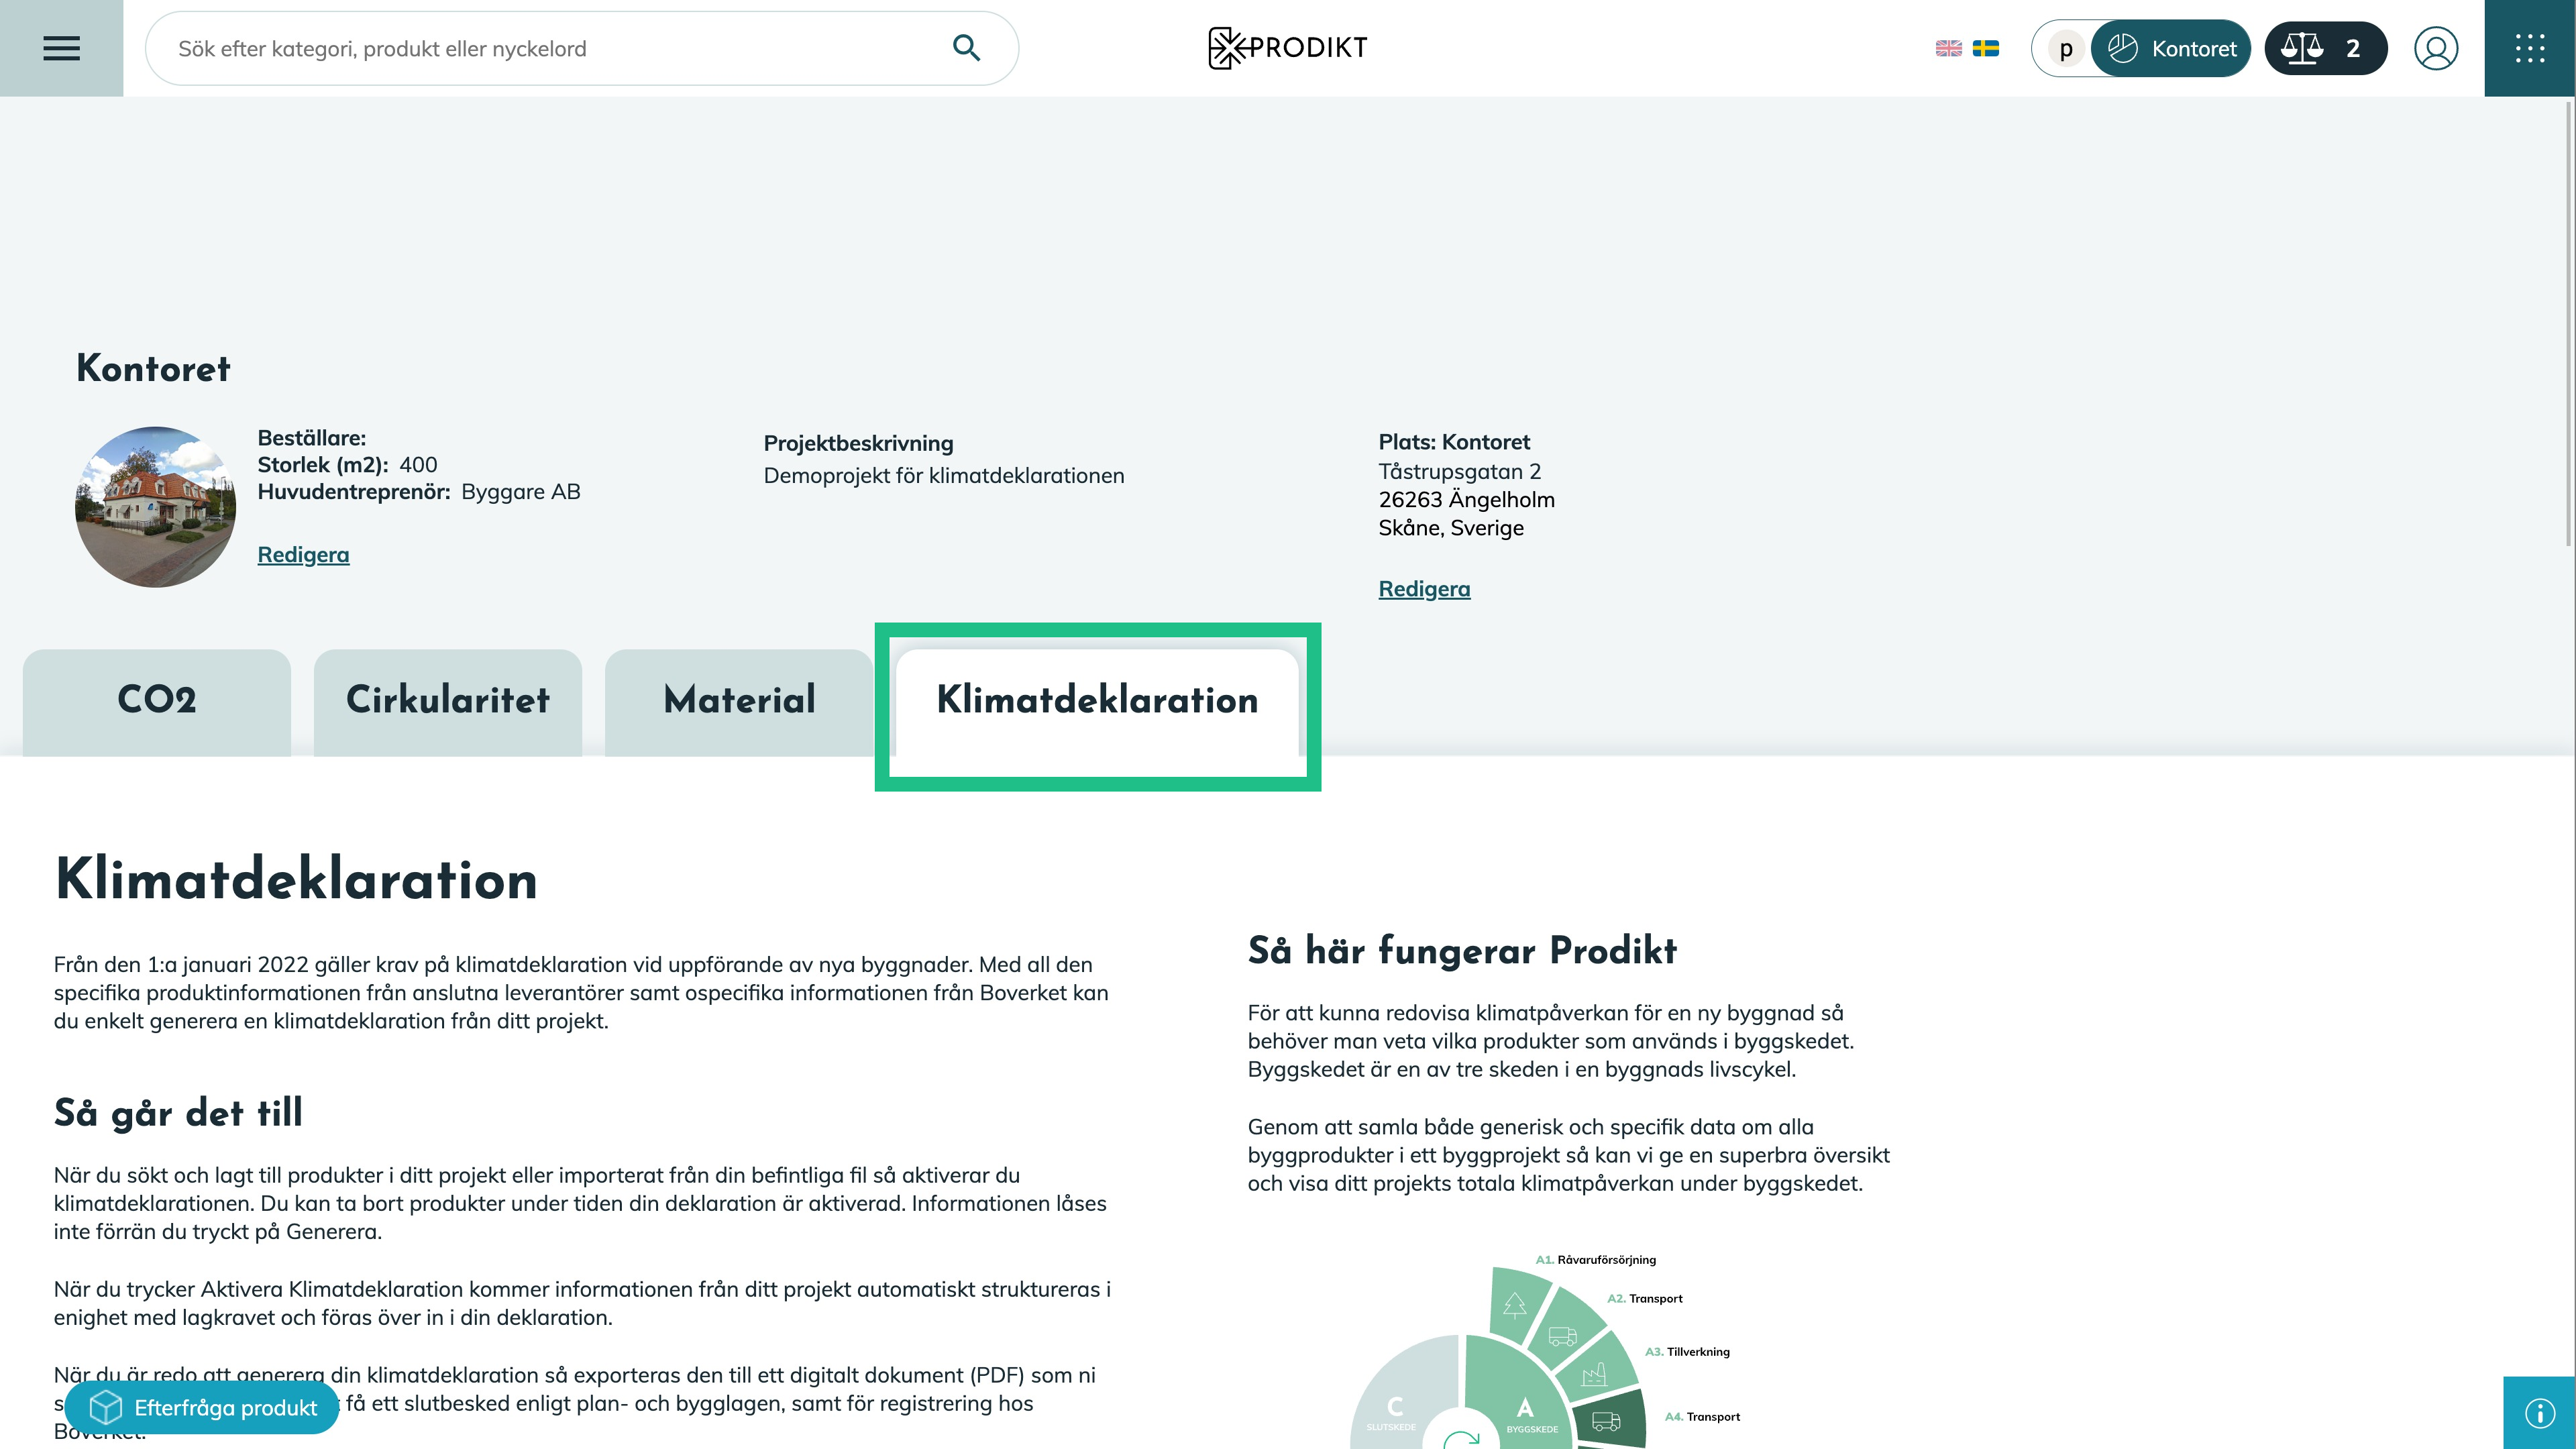 Sök efter kategori, produkt eller nyckelord
PRODIKT
p
Kontoret
2
Kontoret
Beställare:
Storlek (m2): 400
Huvudentreprenör: Byggare AB
Redigera
Projektbeskrivning
Demoprojekt för klimatdeklarationen
Plats: Kontoret
Tåstrupsgatan 2
26263 Ängelholm
Skåne, Sverige
Redigera
CO2
Cirkularitet
Material
Klimatdeklaration
Klimatdeklaration
Från den 1:a januari 2022 gäller krav på klimatdeklaration vid uppförande av nya byggnader. Med all den
specifika produktinformationen från anslutna leverantörer samt ospecifika informationen från Boverket kan
du enkelt generera en klimatdeklaration från ditt projekt.
Så går det till
När du sökt och lagt till produkter i ditt projekt eller importerat från din befintliga fil så aktiverar du
klimatdeklarationen. Du kan ta bort produkter under tiden din deklaration är aktiverad. Informationen låses
inte förrän du tryckt på Generera.
När du trycker Aktivera Klimatdeklaration kommer informationen från ditt projekt automatiskt struktureras i
enighet med lagkravet och föras över in i din deklaration.
När du är redo att generera din klimatdeklaration så exporteras den till ett digitalt dokument (PDF) som ni
få ett slutbesked enligt plan- och bygglagen, samt för registrering hos
Boverket.
Efterfråga produkt
Så här fungerar Prodikt
För att kunna redovisa klimatpåverkan för en ny byggnad så
behöver man veta vilka produkter som används i byggskedet.
Byggskedet är en av tre skeden i en byggnads livscykel.
Genom att samla både generisk och specifik data om alla
byggprodukter i ett byggprojekt så kan vi ge en superbra översikt
och visa ditt projekts totala klimatpåverkan under byggskedet.
A1. Råvaruförsörjning
A2. Transport
A3. Tillverkning
A4. Transport
C
SLUTSKEDE
A
BYGGSKEDE